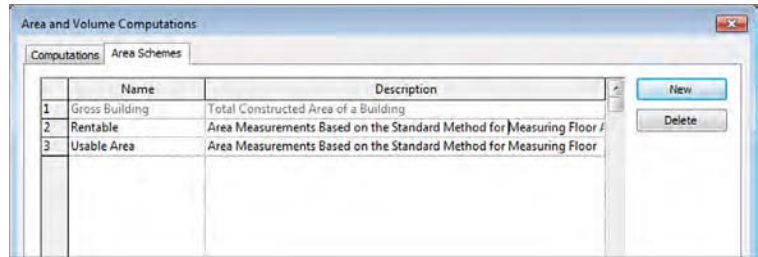 Area and Volume Computations
Computations Area Schemes
Name Description New
1 Gross Building Total Constructed Area of a Building
2 Rentable Area Measurements Based on the Standard Method for Measuring Floor Delete
3 Usable Area Area Measurements Based on the Standard Method for Measuring Floor